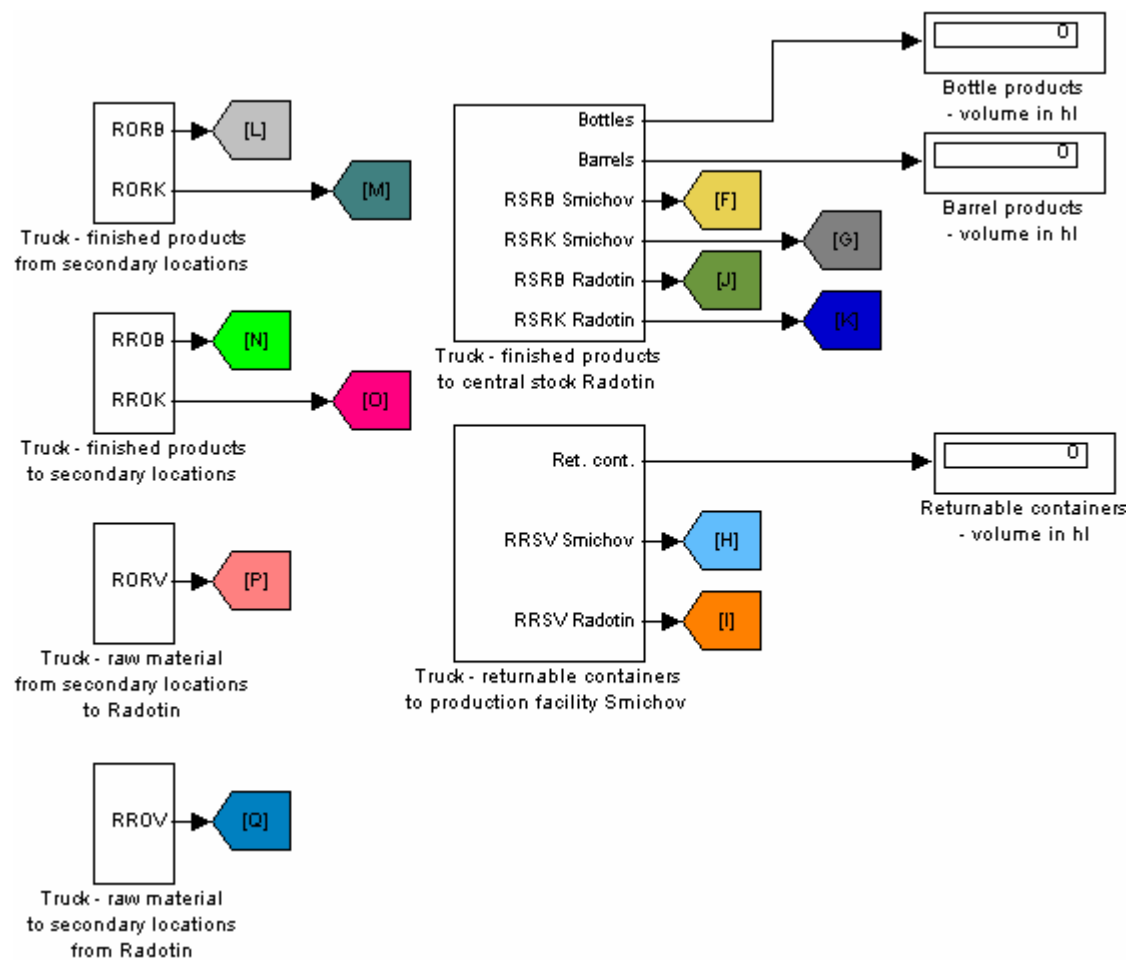 RORB
[L]
RORK
[M]
Truck - finished products
from secondary locations
RROB
[N]
RROK
[O]
Truck - finished products
to secondary locations
RORV
[P]
Truck - raw material
from secondary locations
to Radotin
RROV
[Q]
Truck - raw material
to secondary locations
from Radotin
Bottles
Barrels
RSRB Smichov
[F]
RSRK Smichov
[G]
RSRB Radotin
[J]
RSRK Radotin
[K]
Truck - finished products
to central stock Radotin
Ret. cont.
RRSV Smichov
[H]
RRSV Radotin
[I]
Truck - returnable containers
to production facility Smichov
0
Bottle products
- volume in hl
0
Barrel products
- volume in hl
0
Returnable containers
- volume in hl